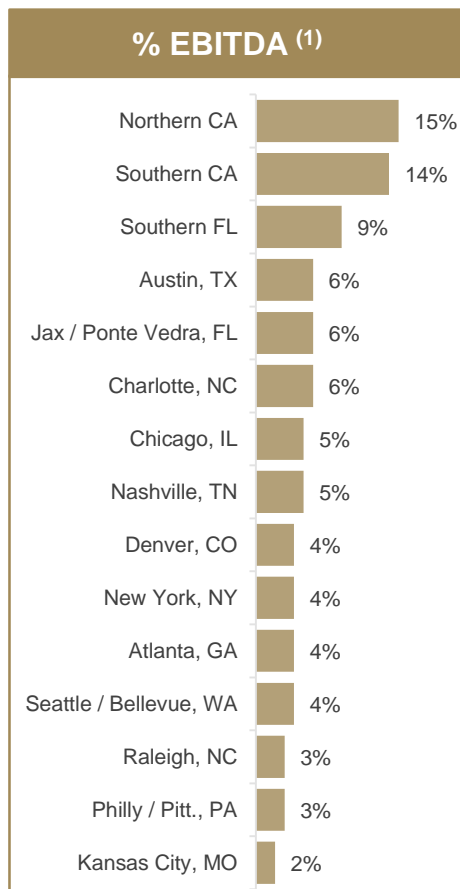 % EBITDA (1)
Northern CA 15%
Southern CA 14%
Southern FL 9%
Austin, TX 6%
Jax / Ponte Vedra, FL 6%
Charlotte, NC 6%
Chicago, IL 5%
Nashville, TN 5%
Denver, CO 4%
New York, NY 4%
Atlanta, GA 4%
Seattle / Bellevue, WA 4%
Raleigh, NC 3%
Philly / Pitt., PA 3%
Kansas City, MO 2%